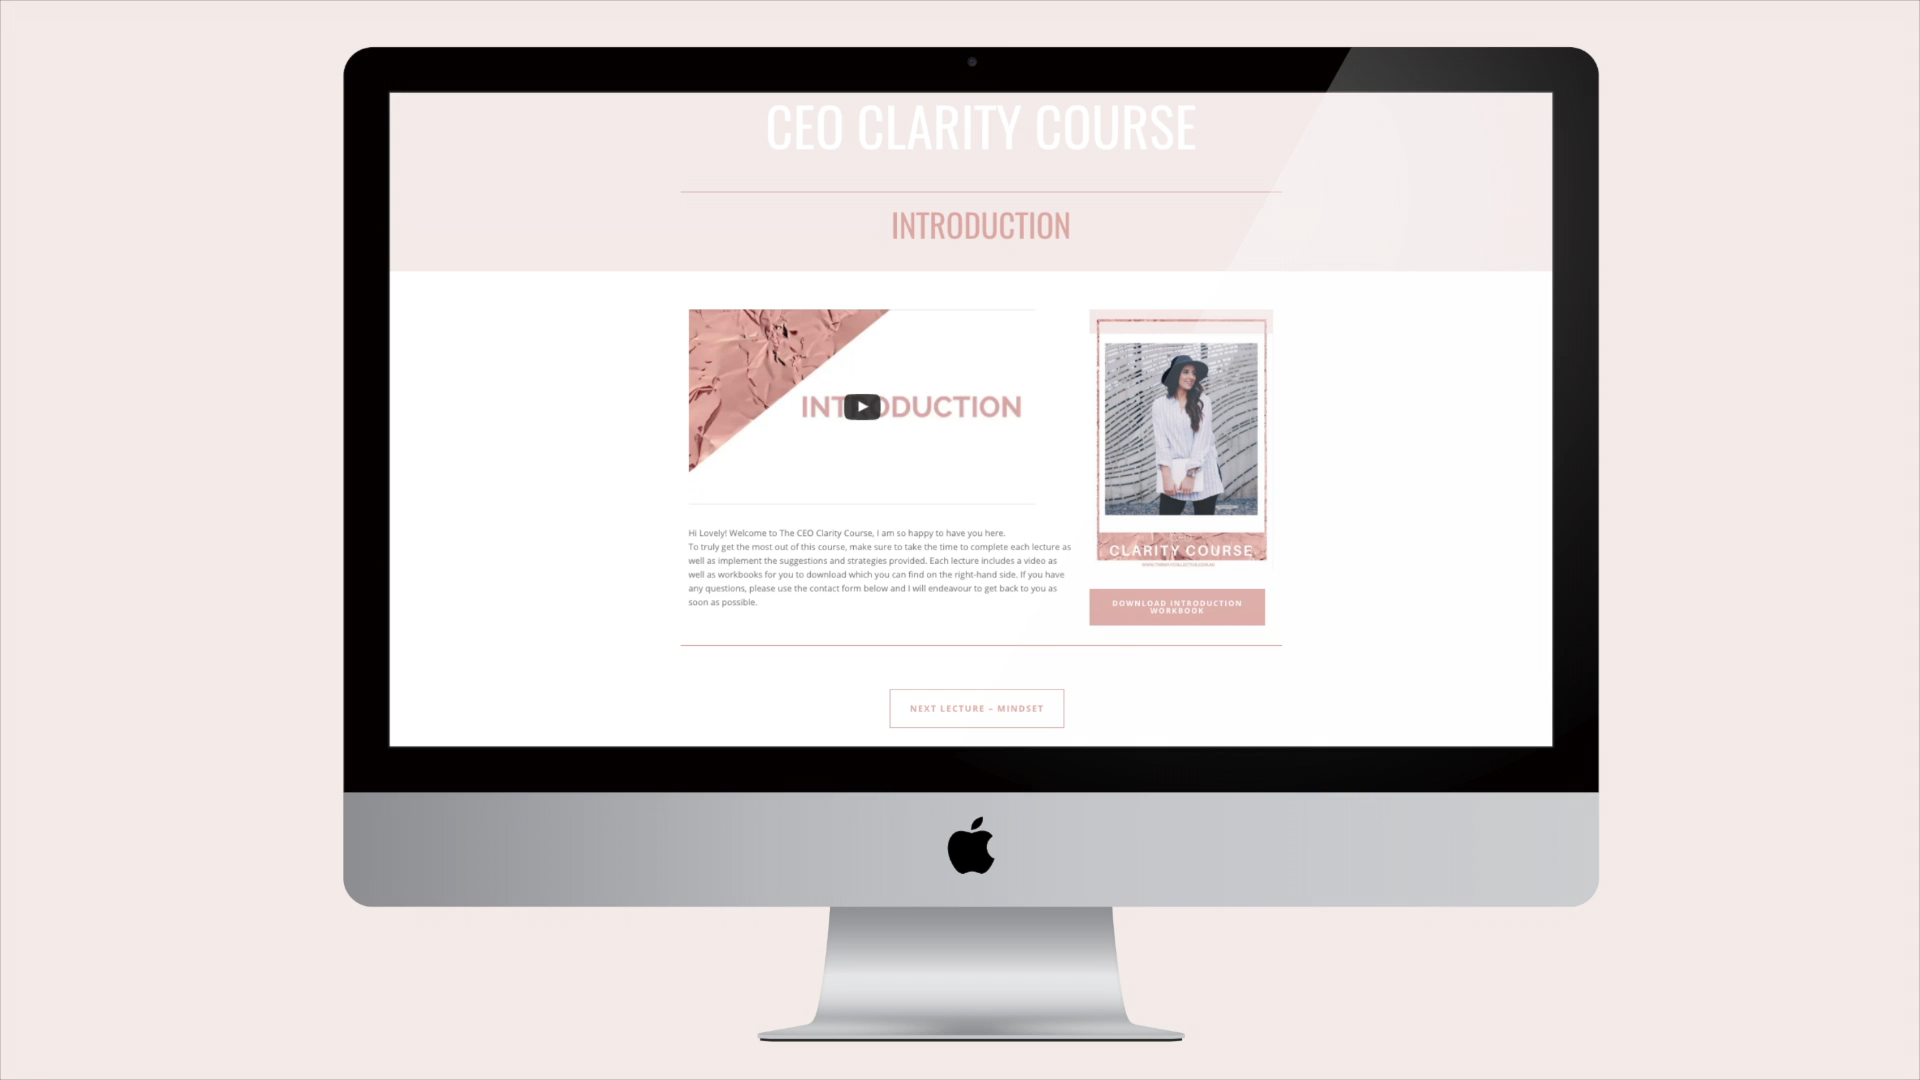 CEO CLARITY COURSE
INTRODUCTION
INTRODUCTION
Hi Lovely! Welcome to The CEO Clarity Course, I am so happy to have you here.
To truly get the most out of this course, make sure to take the time to complete each lecture as
well as implement the suggestions and strategies provided. Each lecture includes a video as
well as workbooks for you to download which you can find on the right-hand side. If you have
any questions, please use the contact form below and I will endeavour to get back to you as
soon as possible.
CLARITY COURSE
DOWNLOAD INTRODUCTION
WORKBOOK
NEXT LECTURE – MINDSET